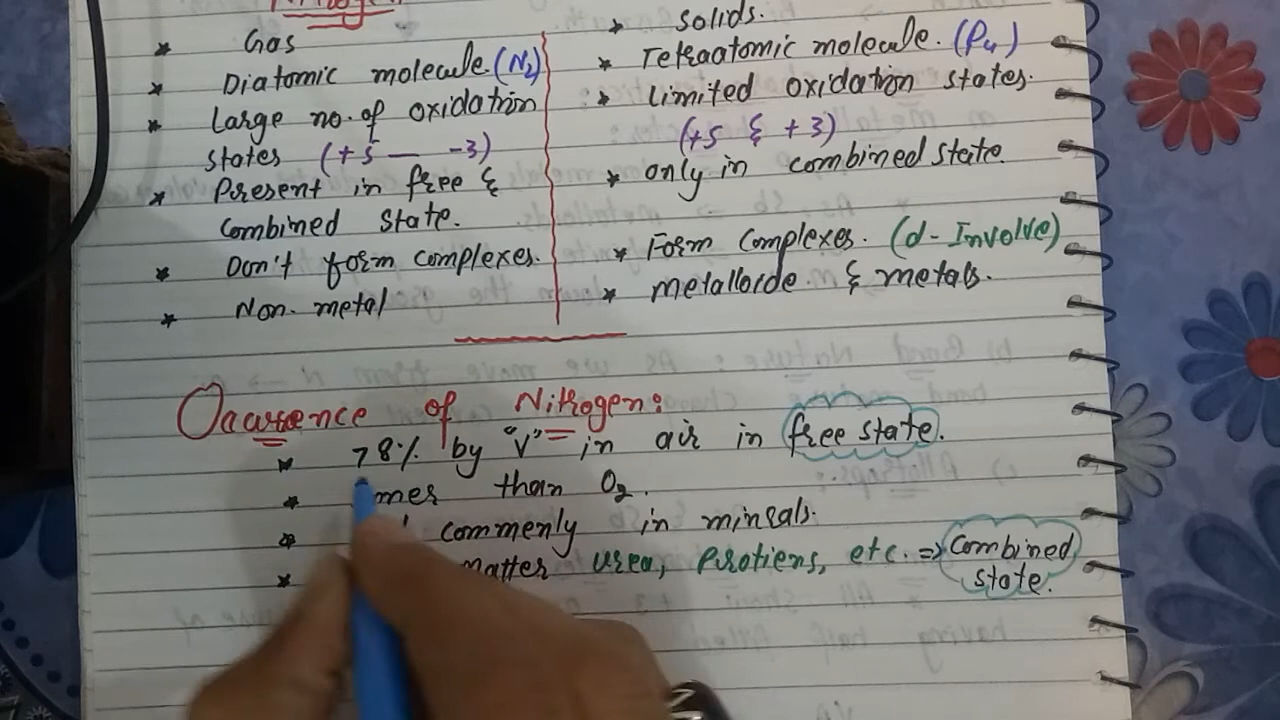 Nitrogen
* Gas
* Diatomic molecule (N2)
* Large no. of oxidation
states (+5 — -3)
* Present in free &
combined state.
* Don't form complexes.
* Non-metal
* Solids.
* Tetraatomic molecule. (P4)
* Limited oxidation states.
(+5 & +3)
* only in combined state.
* Form complexes. (d-Involve)
* metalloide & metals.
Occurrence of Nitrogen:
* 78% by "V" in air in free state.
* than O2.
* commenly in minrals.
* matter urea, protiens, etc. ⇒ Combined
state.